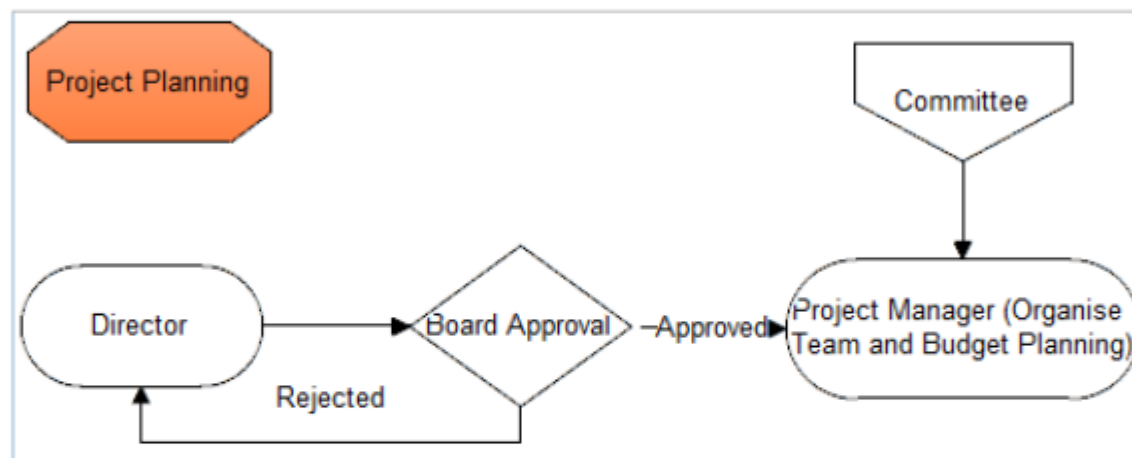 Project Planning
Committee
Director
Board Approval
Approved
Project Manager (Organise
Team and Budget Planning)
Rejected